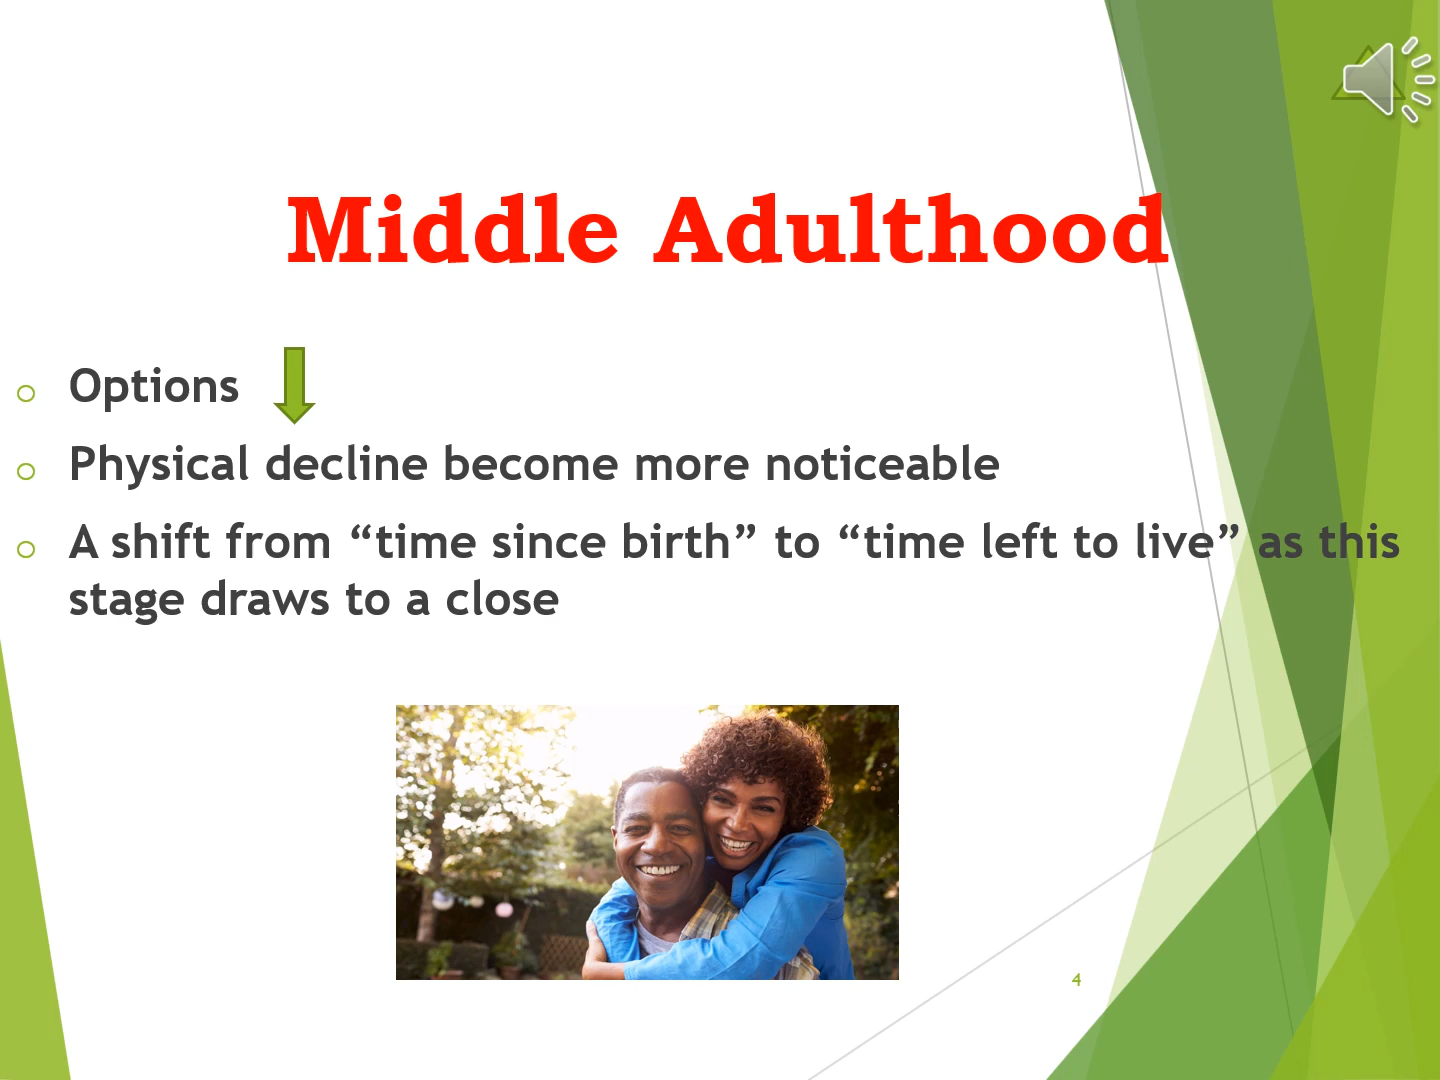 Middle Adulthood
Options
Physical decline become more noticeable
A shift from “time since birth” to “time left to live” as this
stage draws to a close
4